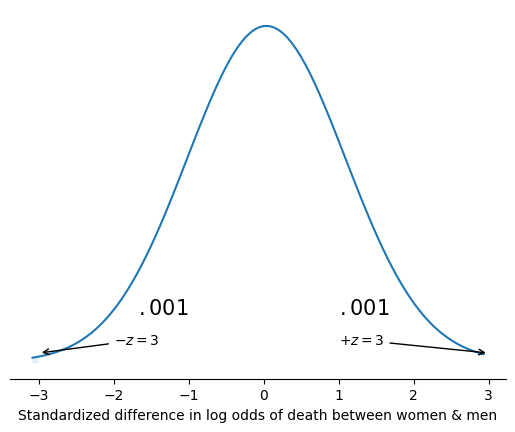 .001 .001
−z = 3 +z = 3
−3 −2 −1 0 1 2 3
Standardized difference in log odds of death between women & men